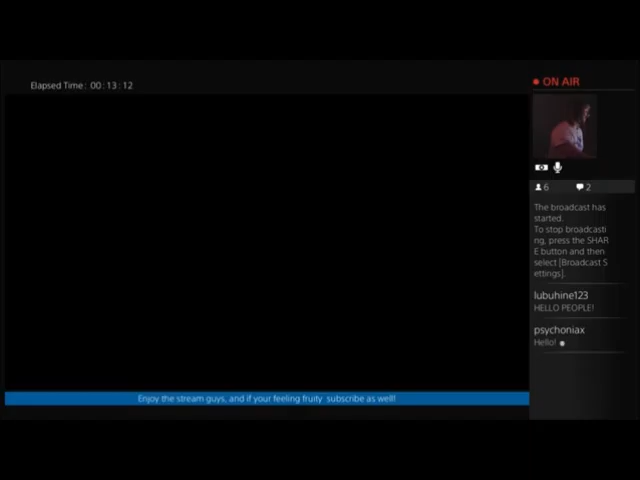 Elapsed Time: 00:13:12
ON AIR
6
2
The broadcast has
started.
To stop broadcasti
ng, press the SHAR
E button and then
select [Broadcast S
ettings].
lubuhine123
HELLO PEOPLE!
psychoniax
Hello!
Enjoy the stream guys, and if your feeling fruity subscribe as well!